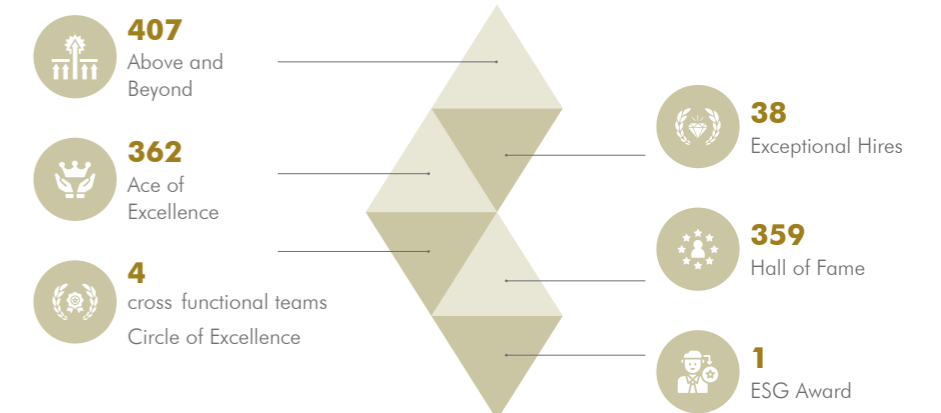 407
Above and
Beyond
362
Ace of
Excellence
4
cross functional teams
Circle of Excellence
38
Exceptional Hires
359
Hall of Fame
1
ESG Award